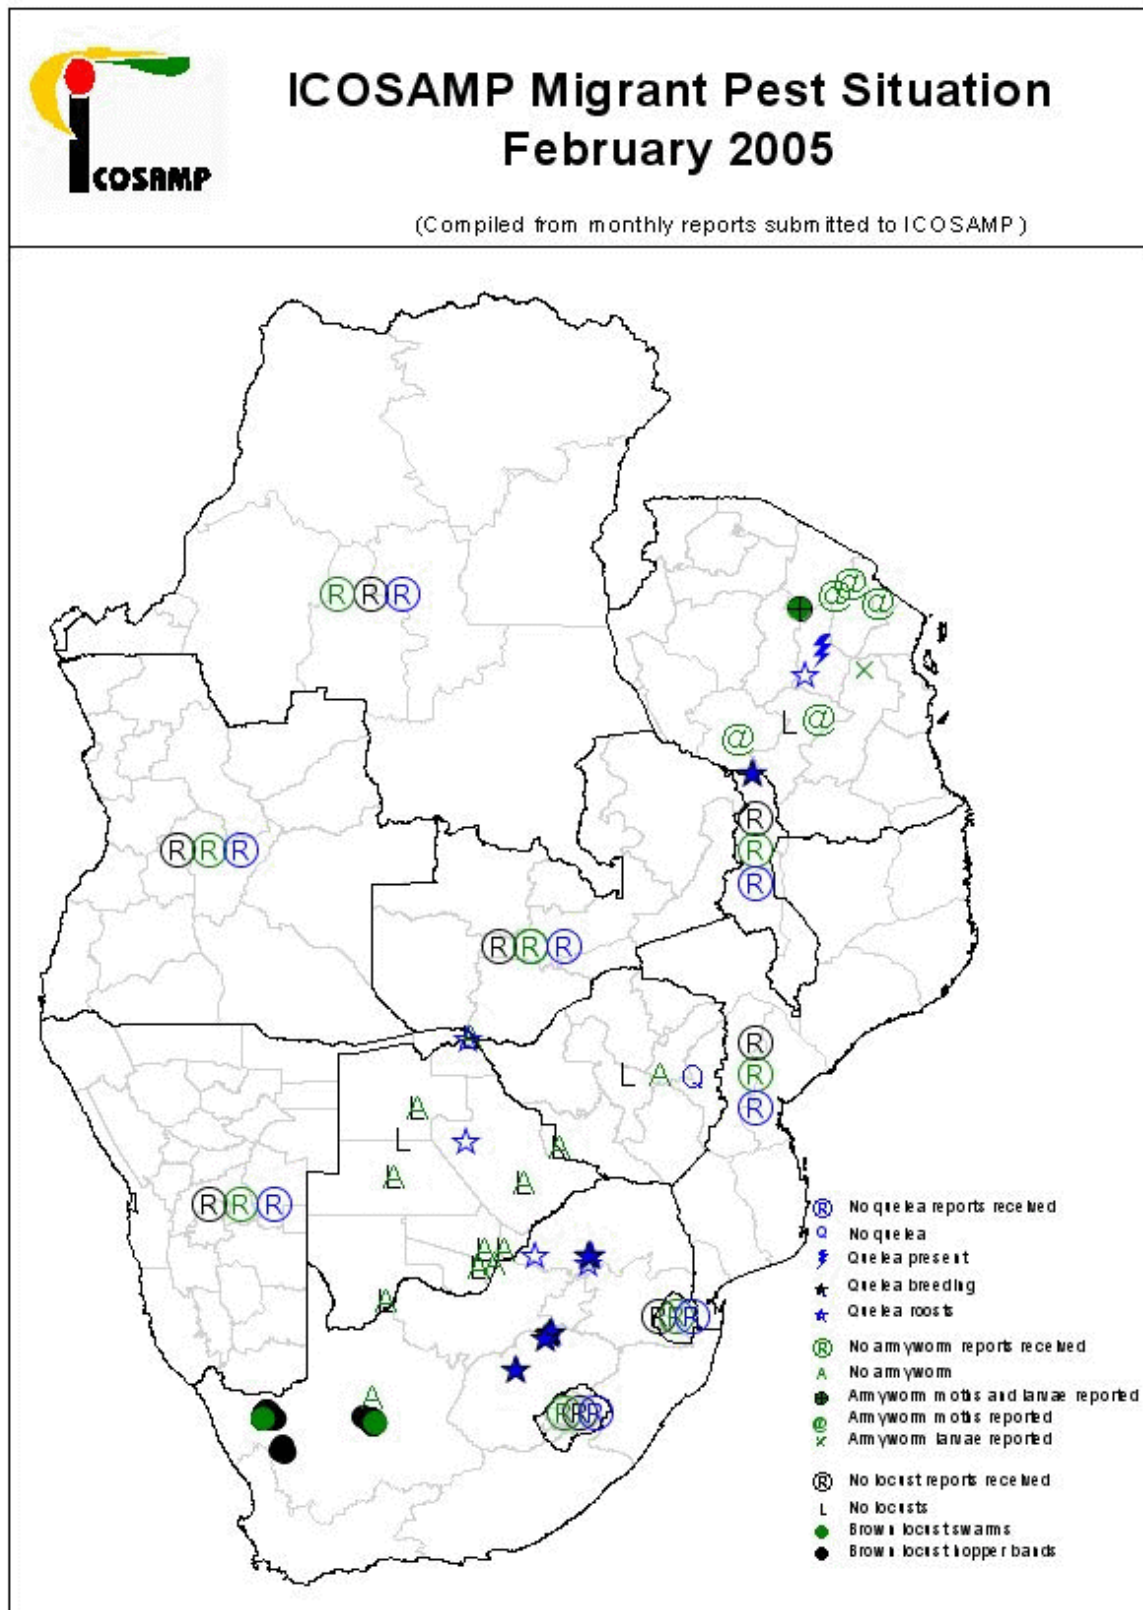 COSAMP
ICOSAMP Migrant Pest Situation
February 2005
(Compiled from monthly reports submitted to ICOSAMP)
R R R
@ @ @
L @
@
R R R
R
R
R
R R R
A
L A Q
R
R
R
A
L
A
A
A
R R R
A A
A
A
R R R
A
R R R
R No quelea reports received
Q No quelea
Quelea present
Quelea breeding
Quelea roosts
R No armyworm reports received
A No armyworm
Armyworm moths and larvae reported
@ Armyworm moths reported
x Armyworm larvae reported
R No locust reports received
L No locusts
Brown locust swarms
Brown locust hopper bands